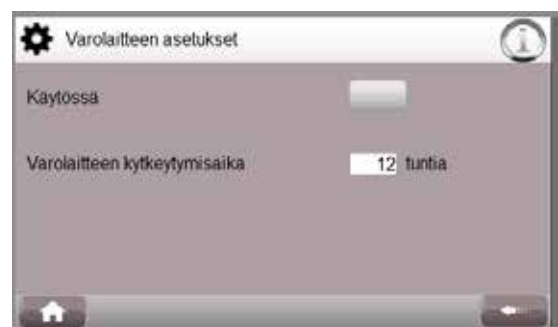 Varolaitteen asetukset
Käytössä
Varolaitteen kytkeytymisaika 12 tuntia